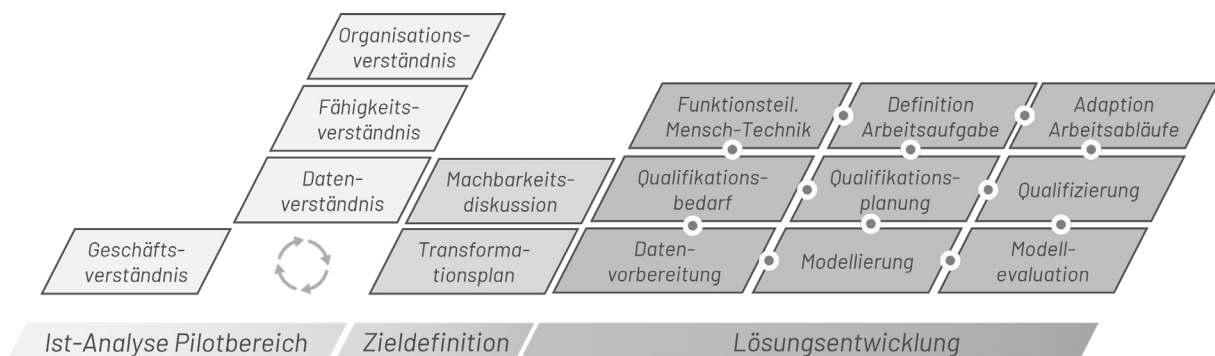 Organisations-
verständnis
Fähigkeits-
verständnis
Daten-
verständnis
Geschäfts-
verständnis
Machbarkeits-
diskussion
Transforma-
tionsplan
Funktionsteil.
Mensch-Technik
Definition
Arbeitsaufgabe
Adaption
Arbeitsabläufe
Qualifikations-
bedarf
Qualifikations-
planung
Qualifizierung
Daten-
vorbereitung
Modellierung
Modell-
evaluation
Ist-Analyse Pilotbereich
Zieldefinition
Lösungsentwicklung